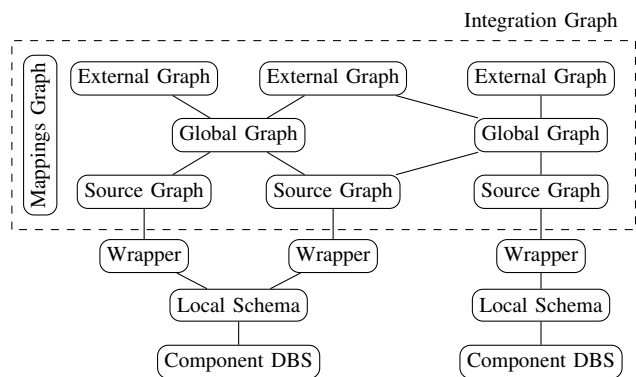 Integration Graph
Mappings Graph
External Graph
External Graph
External Graph
Global Graph
Global Graph
Source Graph
Source Graph
Source Graph
Wrapper
Wrapper
Wrapper
Local Schema
Local Schema
Component DBS
Component DBS